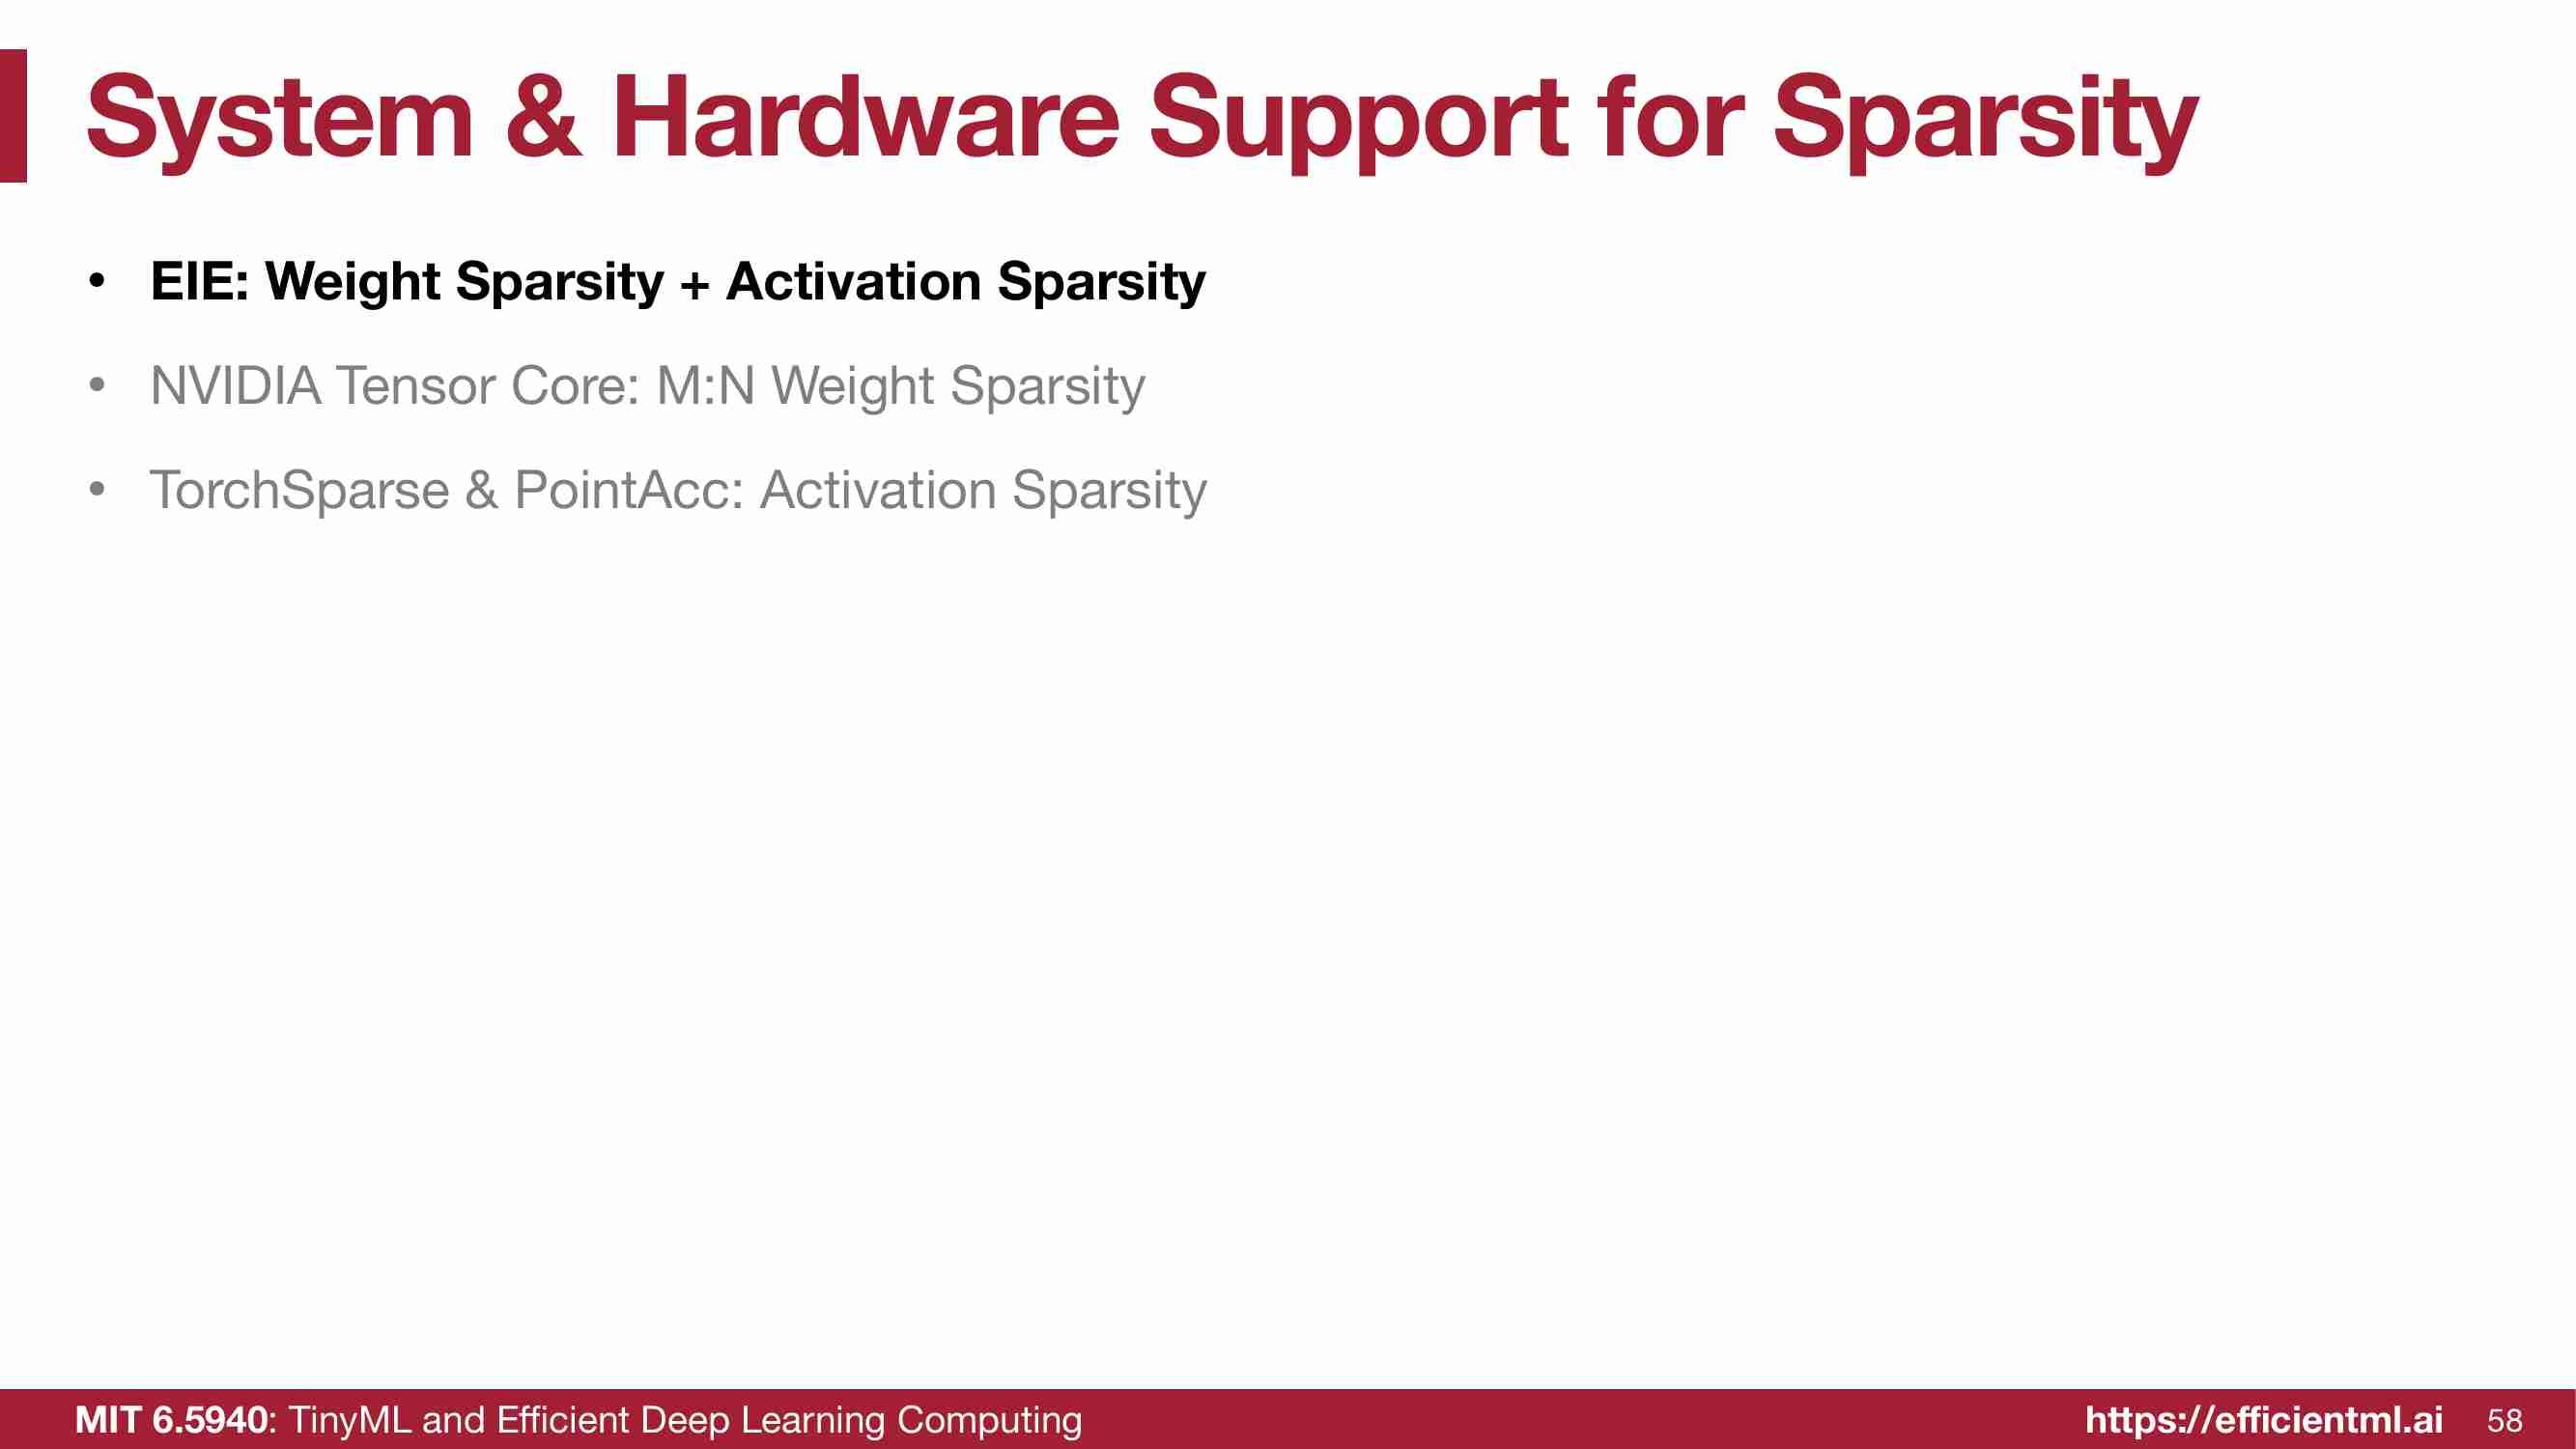 System & Hardware Support for Sparsity
• EIE: Weight Sparsity + Activation Sparsity
• NVIDIA Tensor Core: M:N Weight Sparsity
• TorchSparse & PointAcc: Activation Sparsity
MIT 6.5940: TinyML and Efficient Deep Learning Computing
https://efficientml.ai 58